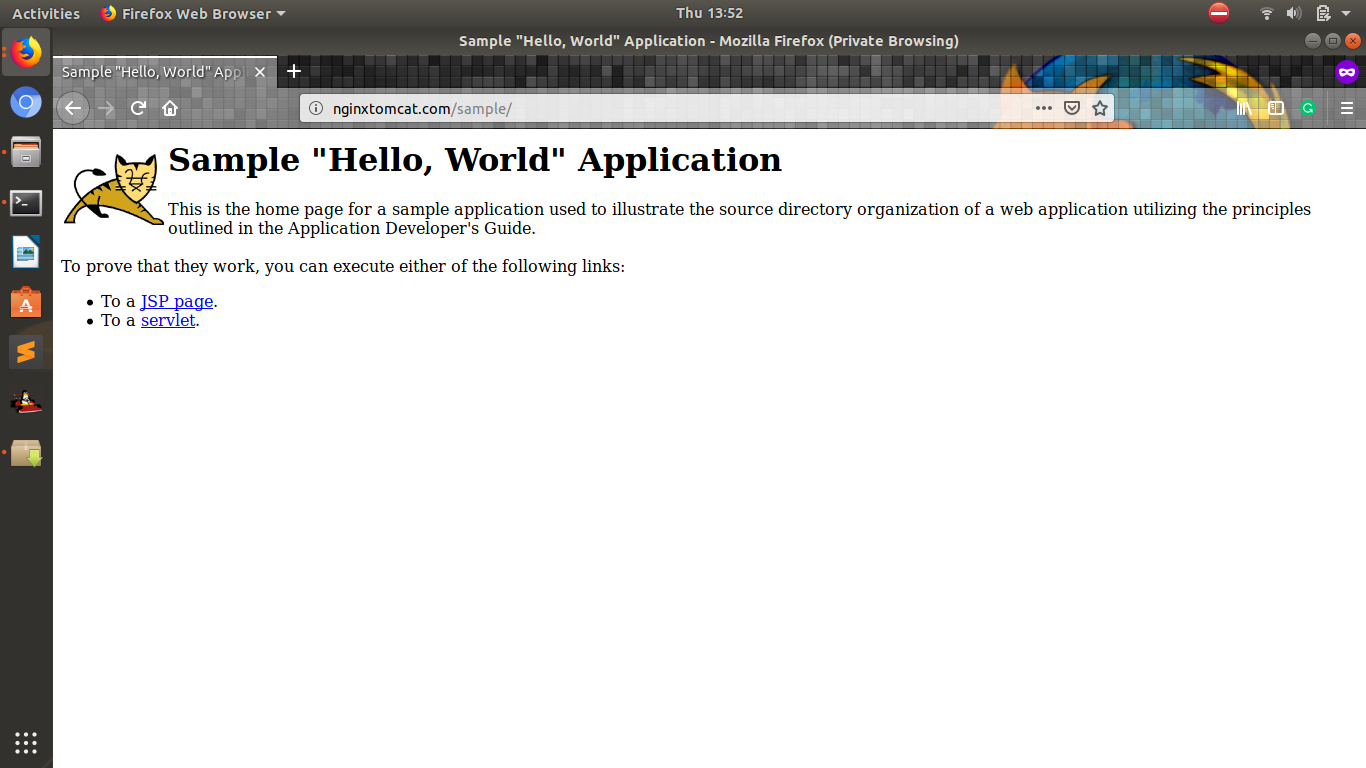 Activities Firefox Web Browser Thu 13:52
Sample "Hello, World" Application - Mozilla Firefox (Private Browsing)
Sample "Hello, World" App
nginxtomcat.com/sample/
Sample "Hello, World" Application
This is the home page for a sample application used to illustrate the source directory organization of a web application utilizing the principles
outlined in the Application Developer's Guide.
To prove that they work, you can execute either of the following links:
• To a JSP page.
• To a servlet.